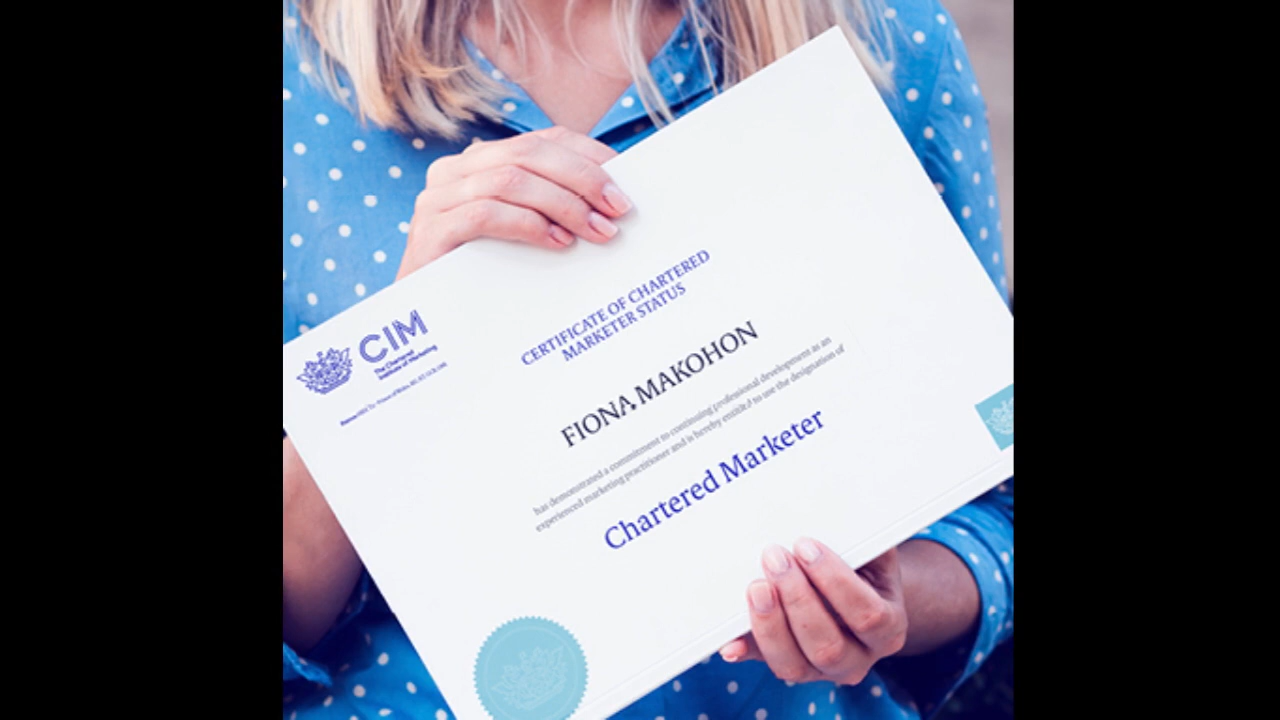 CIM
The Chartered
Institute of Marketing
CERTIFICATE OF CHARTERED
MARKETER STATUS
FIONA MAKOHON
has demonstrated a commitment to continuing professional development as an
experienced marketing practitioner and is hereby entitled to use the designation of
Chartered Marketer